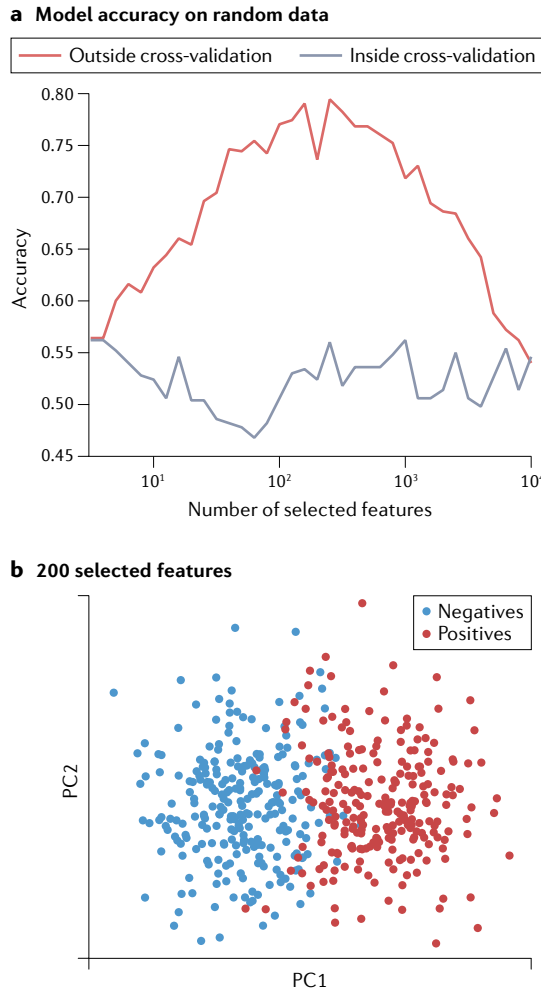 a Model accuracy on random data
Outside cross-validation
Inside cross-validation
0.80
0.75
0.70
0.65
0.60
0.55
0.50
0.45
Accuracy
10¹
10²
10³
Number of selected features
b 200 selected features
Negatives
Positives
PC2
PC1